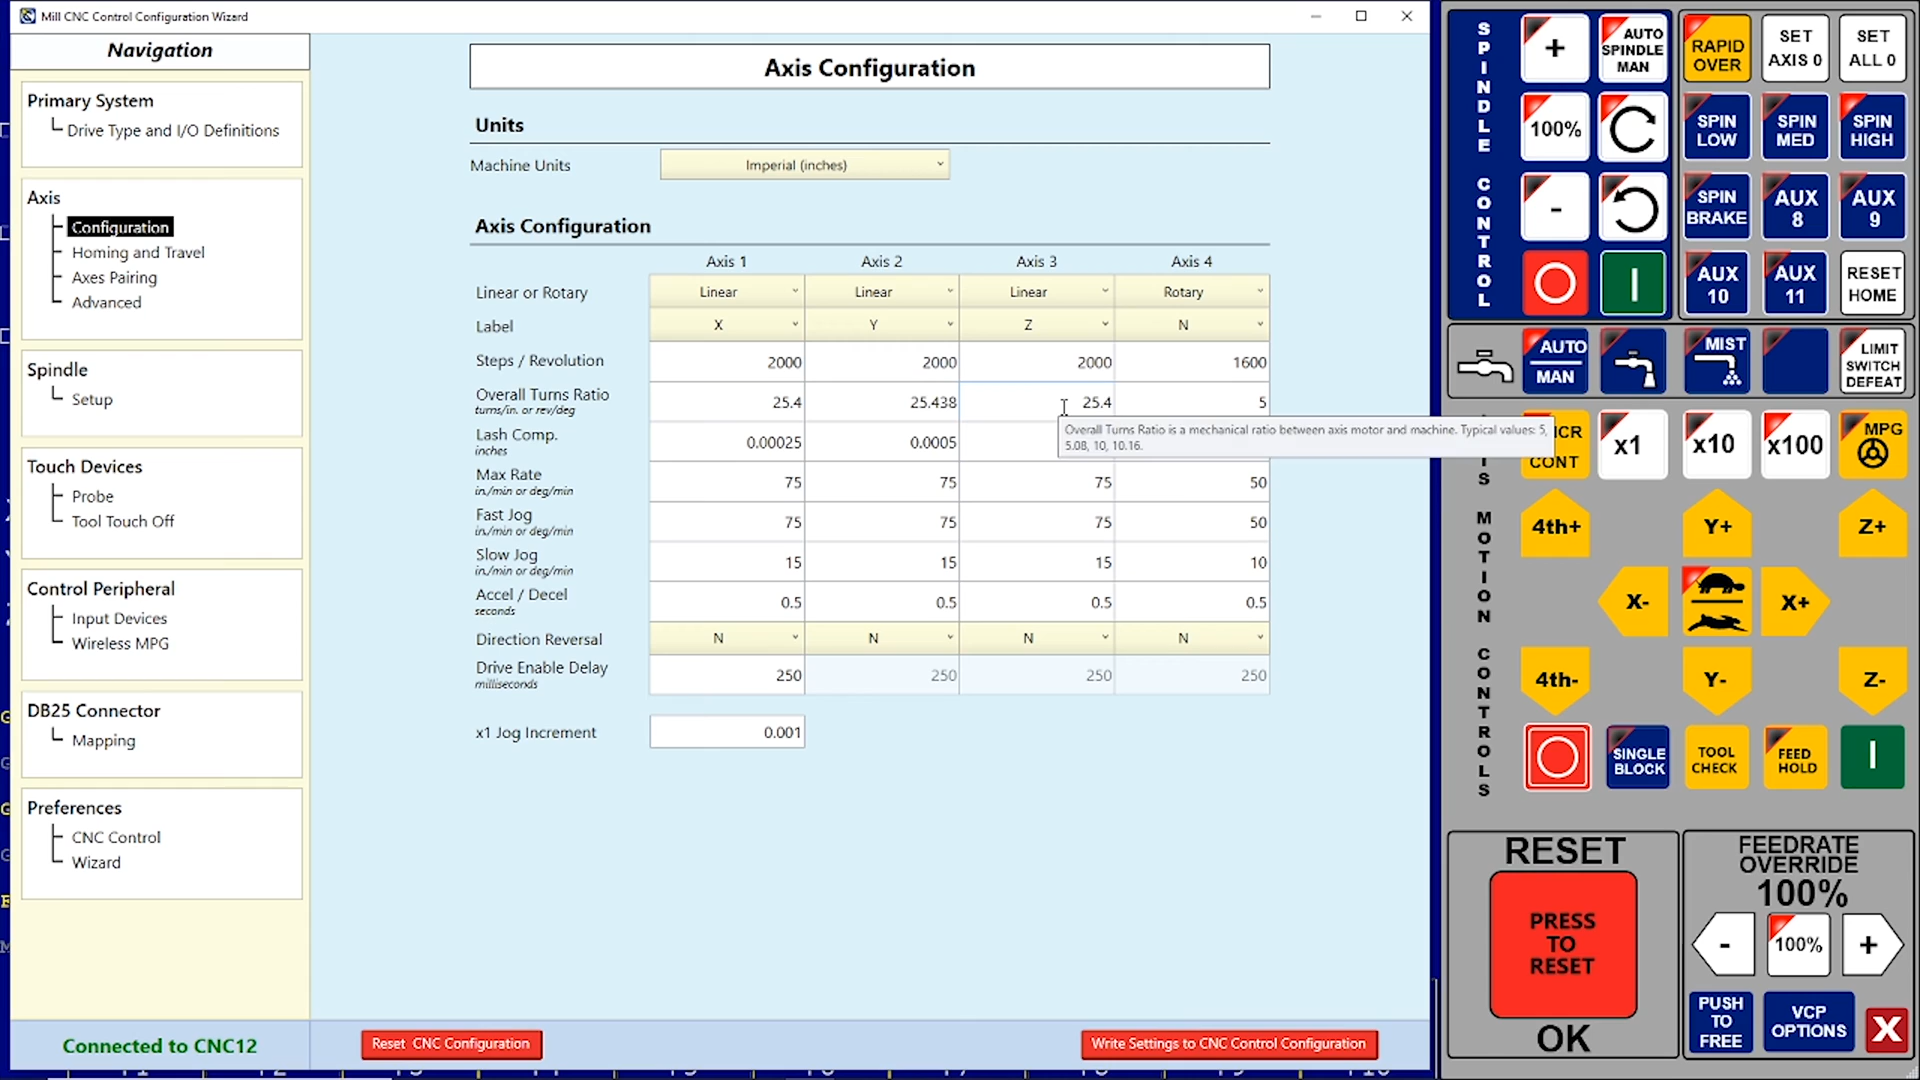 Mill CNC Control Configuration Wizard
Navigation
Primary System
Drive Type and I/O Definitions
Axis
Configuration
Homing and Travel
Axes Pairing
Advanced
Spindle
Setup
Touch Devices
Probe
Tool Touch Off
Control Peripheral
Input Devices
Wireless MPG
DB25 Connector
Mapping
Preferences
CNC Control
Wizard
Connected to CNC12
Axis Configuration
Units
Machine Units Imperial (inches)
Axis Configuration
Axis 1 Axis 2 Axis 3 Axis 4
Linear or Rotary Linear Linear Linear Rotary
Label X Y Z N
Steps / Revolution 2000 2000 2000 1600
Overall Turns Ratio 25.4 25.438 25.4 5
turns/in. or rev/deg
Overall Turns Ratio is a mechanical ratio between axis motor and machine. Typical values: 5,
5.08, 10, 10.16.
Lash Comp. 0.00025 0.0005
inches
Max Rate 75 75 75 50
in./min or deg/min
Fast Jog 75 75 75 50
in./min or deg/min
Slow Jog 15 15 15 10
in./min or deg/min
Accel / Decel 0.5 0.5 0.5 0.5
seconds
Direction Reversal N N N N
Drive Enable Delay 250 250 250 250
milliseconds
x1 Jog Increment 0.001
Reset CNC Configuration
Write Settings to CNC Control Configuration
SPINDLE CONTROL
+
AUTO
SPINDLE
MAN
100%
-
RAPID
OVER
SET
AXIS 0
SET
ALL 0
SPIN
LOW
SPIN
MED
SPIN
HIGH
SPIN
BRAKE
AUX
8
AUX
9
AUX
10
AUX
11
RESET
HOME
AUTO
MAN
MIST
LIMIT
SWITCH
DEFEAT
MOTION CONTROLS
CONT
x1
x10
x100
MPG
4th+
Y+
Z+
X-
X+
4th-
Y-
Z-
SINGLE
BLOCK
TOOL
CHECK
FEED
HOLD
RESET
PRESS
TO
RESET
OK
FEEDRATE
OVERRIDE
100%
-
100%
+
PUSH
TO
FREE
VCP
OPTIONS
X